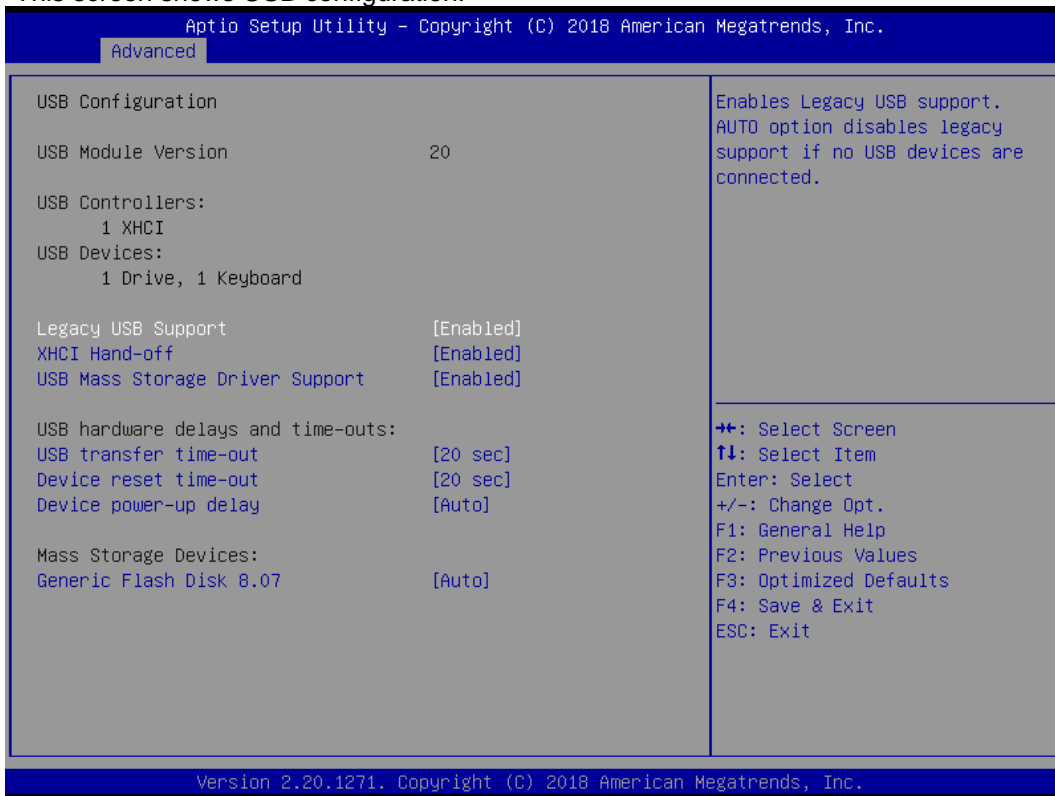 This screen shows USB configuration.
Aptio Setup Utility – Copyright (C) 2018 American Megatrends, Inc.
Advanced
USB Configuration
USB Module Version 20
USB Controllers:
1 XHCI
USB Devices:
1 Drive, 1 Keyboard
Legacy USB Support [Enabled]
XHCI Hand-off [Enabled]
USB Mass Storage Driver Support [Enabled]
USB hardware delays and time-outs:
USB transfer time-out [20 sec]
Device reset time-out [20 sec]
Device power-up delay [Auto]
Mass Storage Devices:
Generic Flash Disk 8.07 [Auto]
Enables Legacy USB support.
AUTO option disables legacy
support if no USB devices are
connected.
→←: Select Screen
↑↓: Select Item
Enter: Select
+/-: Change Opt.
F1: General Help
F2: Previous Values
F3: Optimized Defaults
F4: Save & Exit
ESC: Exit
Version 2.20.1271. Copyright (C) 2018 American Megatrends, Inc.